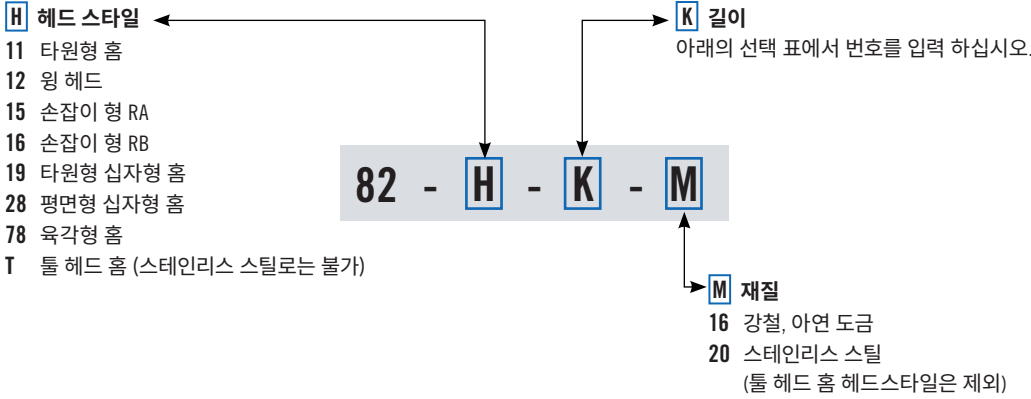 H 헤드 스타일
11 타원형 홈
12 윙 헤드
15 손잡이 형 RA
16 손잡이 형 RB
19 타원형 십자형 홈
28 평면형 십자형 홈
78 육각형 홈
T 툴 헤드 홈 (스테인리스 스틸로는 불가)
K 길이
아래의 선택 표에서 번호를 입력 하십시오.
82 - H - K - M
M 재질
16 강철, 아연 도금
20 스테인리스 스틸
(툴 헤드 홈 헤드스타일은 제외)